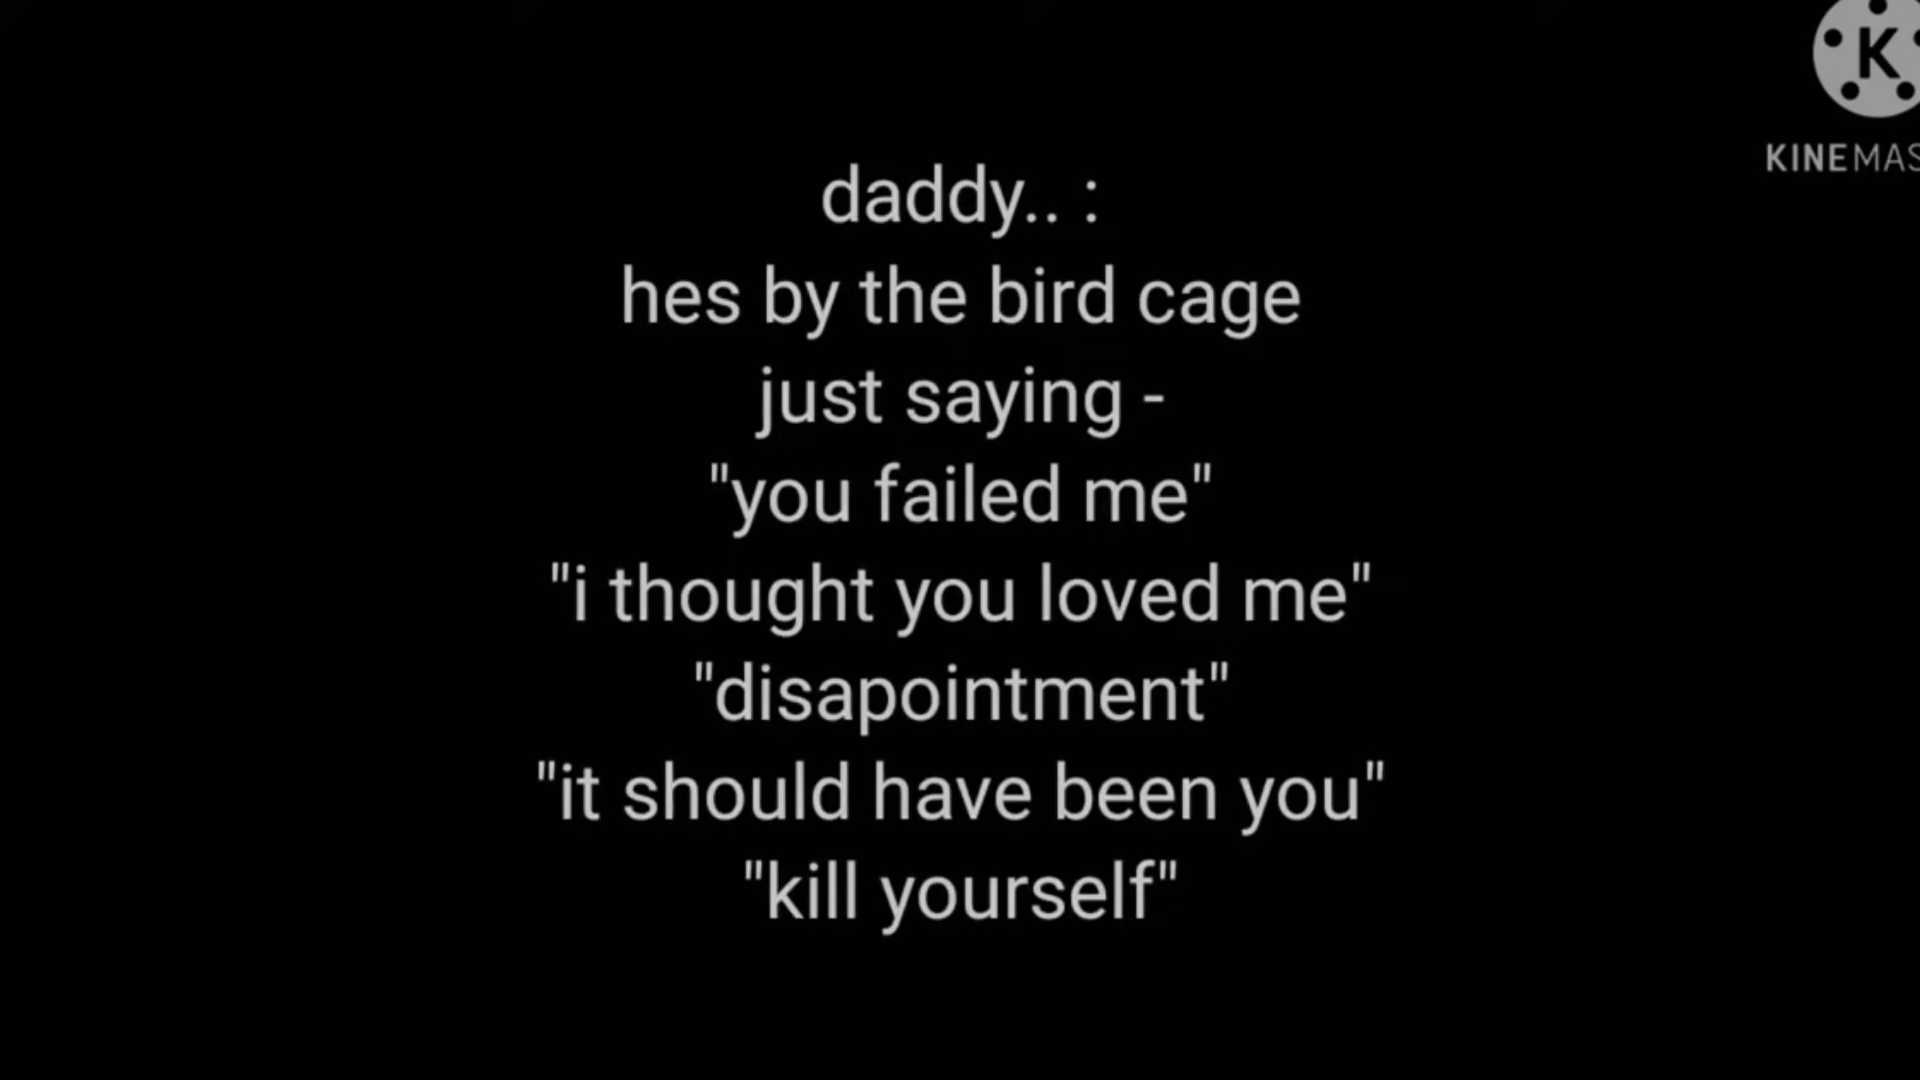 K
KINEMAS
daddy.. :
hes by the bird cage
just saying -
"you failed me"
"i thought you loved me"
"disapointment"
"it should have been you"
"kill yourself"